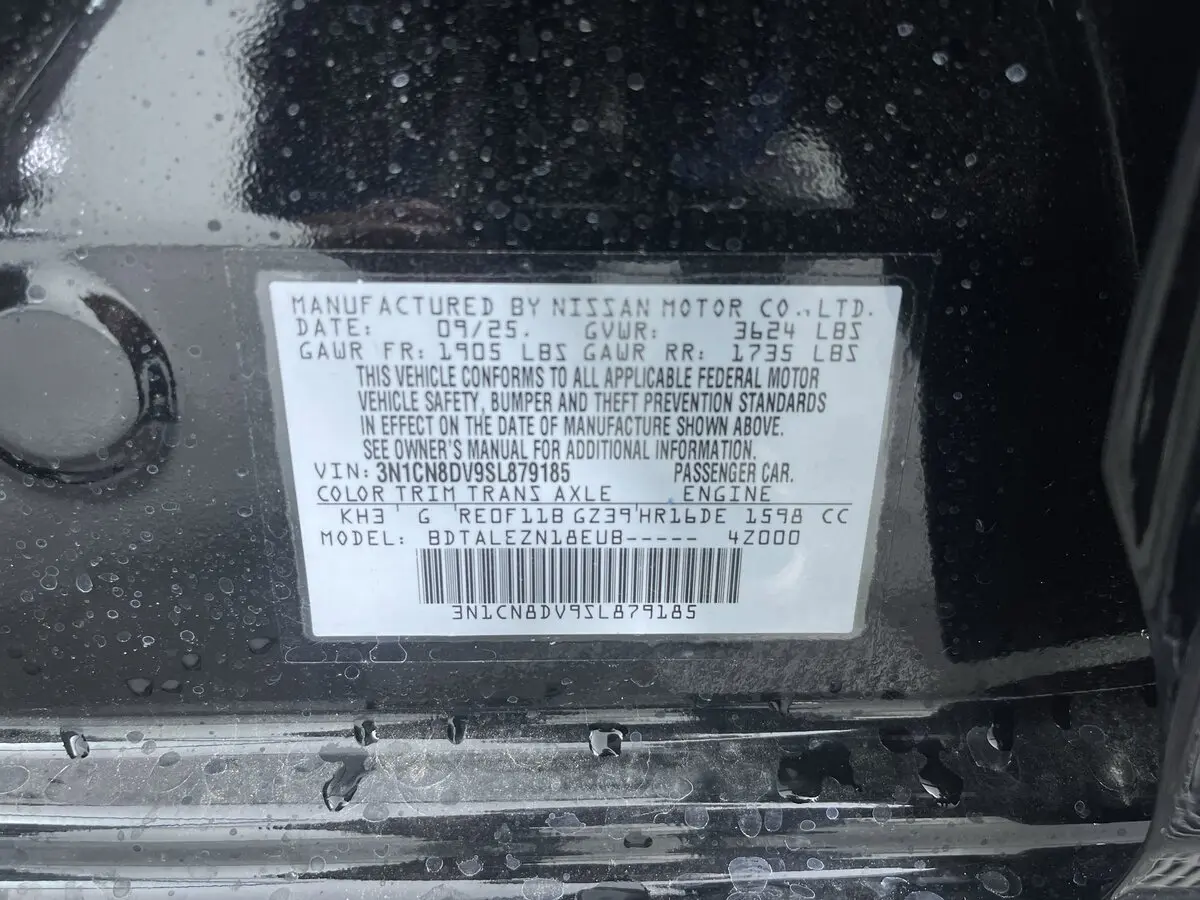 MANUFACTURED BY NISSAN MOTOR CO., LTD.
DATE: 09/25. GVWR: 3624 LBS
GAWR FR: 1905 LBS GAWR RR: 1735 LBS
THIS VEHICLE CONFORMS TO ALL APPLICABLE FEDERAL MOTOR
VEHICLE SAFETY, BUMPER AND THEFT PREVENTION STANDARDS
IN EFFECT ON THE DATE OF MANUFACTURE SHOWN ABOVE.
SEE OWNER'S MANUAL FOR ADDITIONAL INFORMATION.
VIN: 3N1CN8DV9SL879185 PASSENGER CAR.
COLOR TRIM TRANS AXLE ENGINE
KH3 ' G ' RE0F11B GZ39 ' HR16DE 1598 CC
MODEL: BDTALEZN18EUB----- 4Z000
3N1CN8DV9SL879185